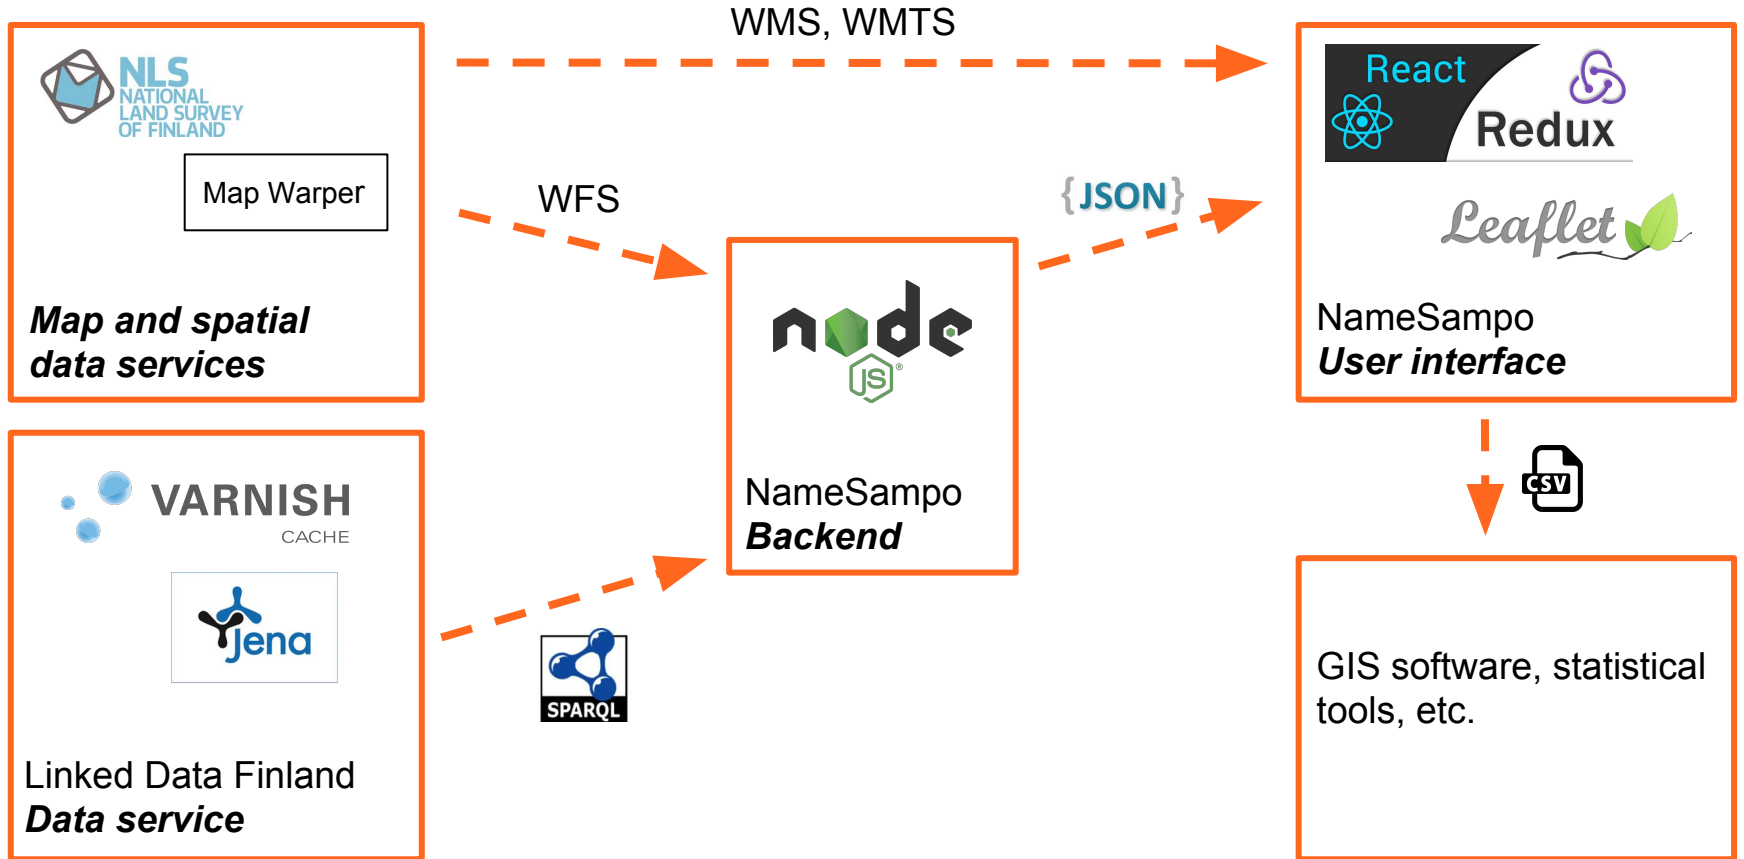 WMS, WMTS
NLS
NATIONAL
LAND SURVEY
OF FINLAND
Map Warper
Map and spatial
data services
WFS
{JSON}
React
Redux
Leaflet
NameSampo
User interface
node
JS®
NameSampo
Backend
CSV
VARNISH
CACHE
Jena
Linked Data Finland
Data service
SPARQL
GIS software, statistical
tools, etc.